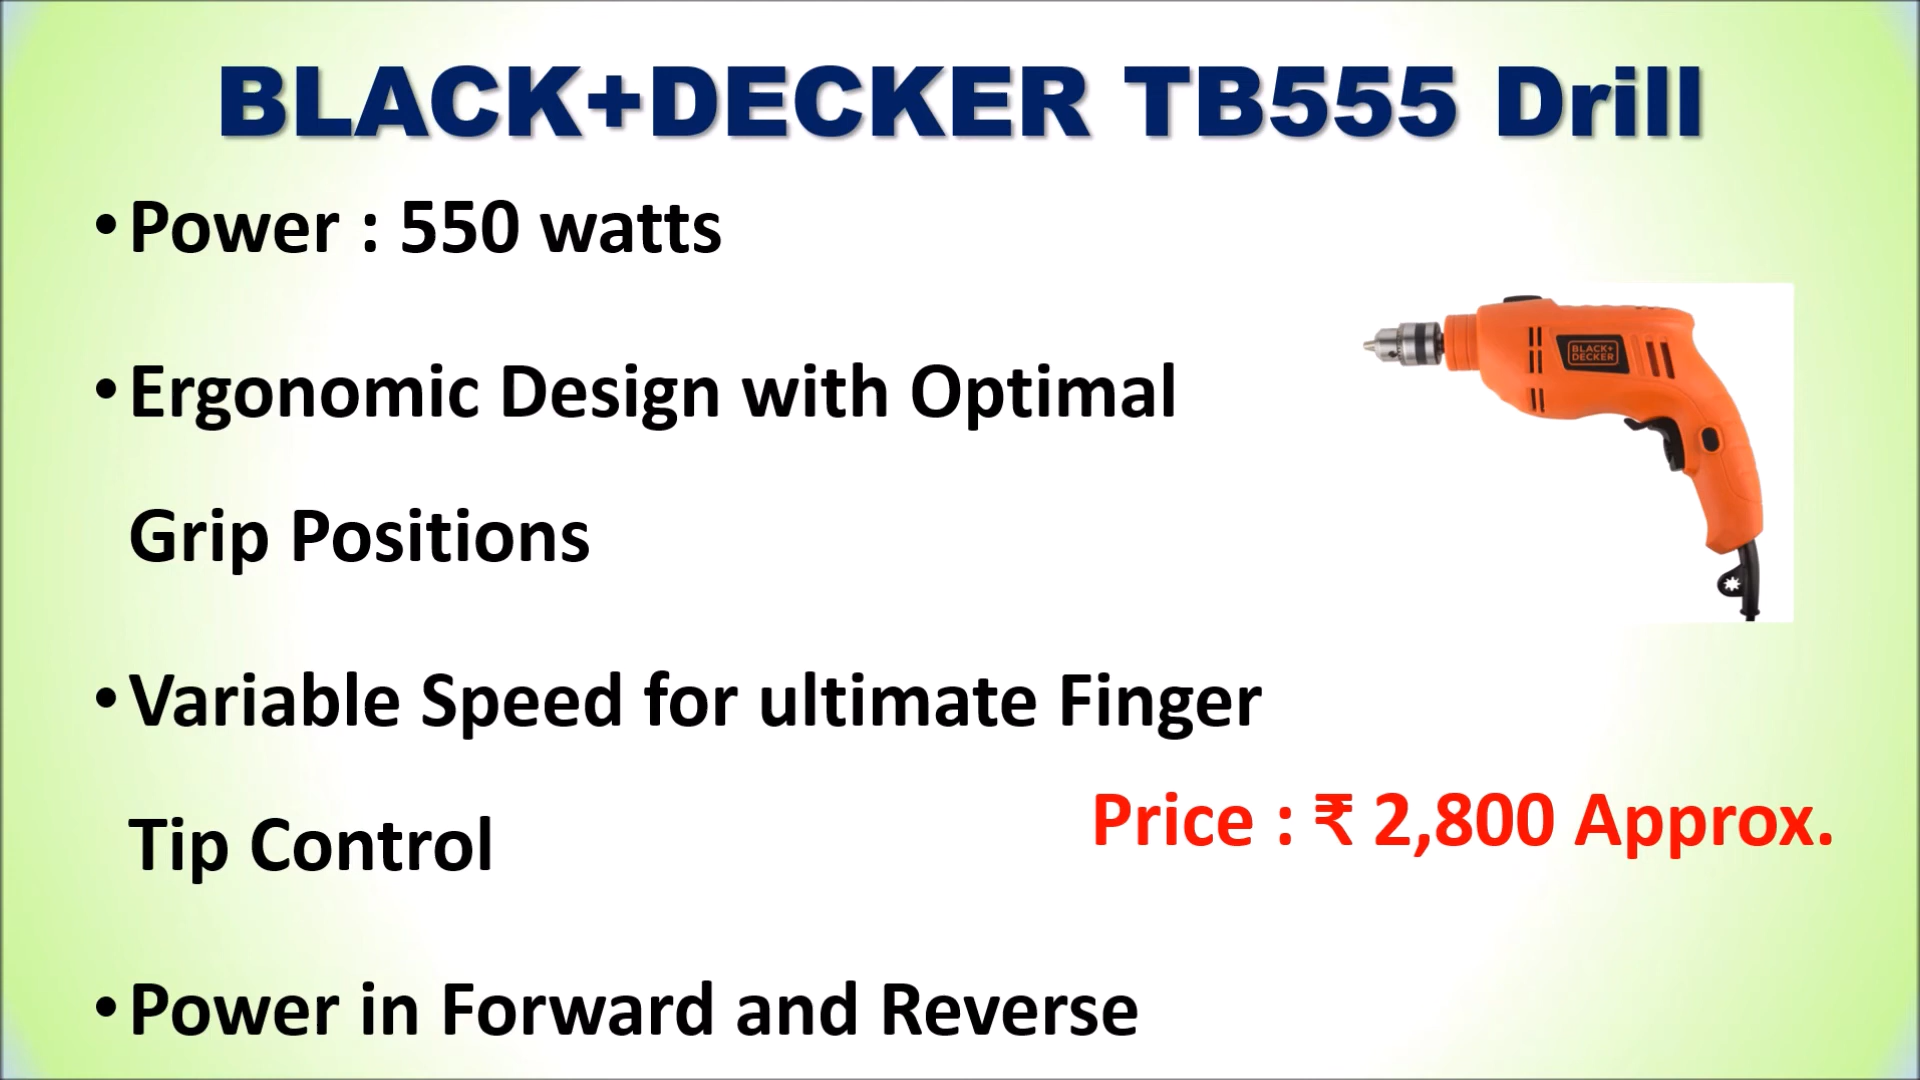 BLACK+DECKER TB555 Drill
•Power : 550 watts
•Ergonomic Design with Optimal
Grip Positions
BLACK+
DECKER
•Variable Speed for ultimate Finger
Tip Control
Price : ₹ 2,800 Approx.
•Power in Forward and Reverse